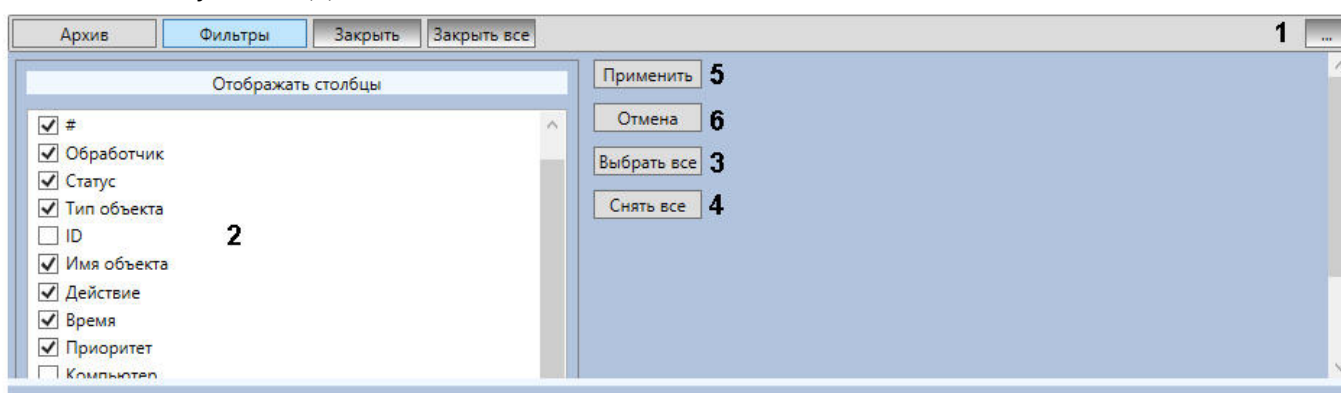 Архив Фильтры Закрыть Закрыть все 1 ...
Отображать столбцы
Применить 5
Отмена 6
Выбрать все 3
Снять все 4
#
Обработчик
Статус
Тип объекта
ID 2
Имя объекта
Действие
Время
Приоритет
Компьютер